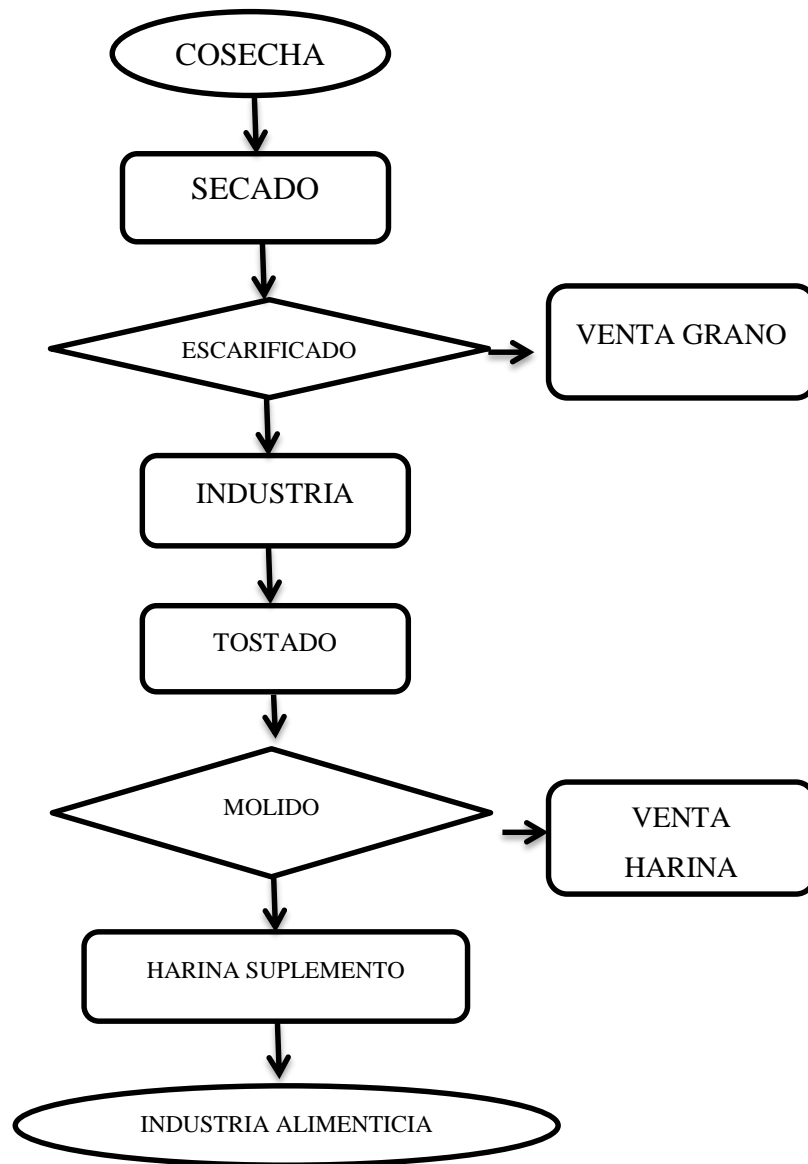 COSECHA
SECADO
ESCARIFICADO
VENTA GRANO
INDUSTRIA
TOSTADO
MOLIDO
VENTA
HARINA
HARINA SUPLEMENTO
INDUSTRIA ALIMENTICIA